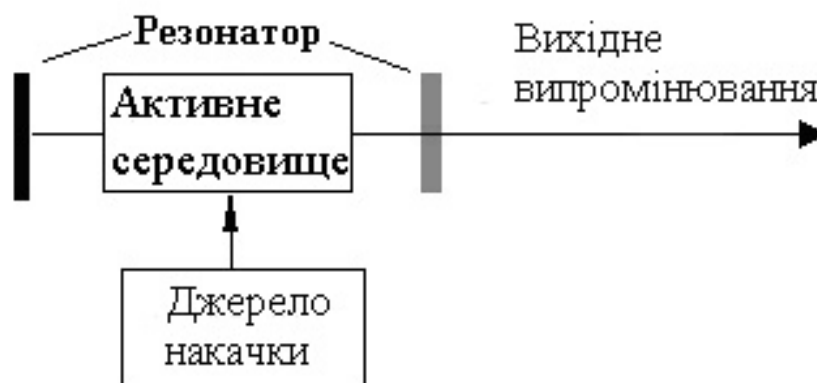 Резонатор
Вихідне
випромінювання
Активне
середовище
Джерело
накачки